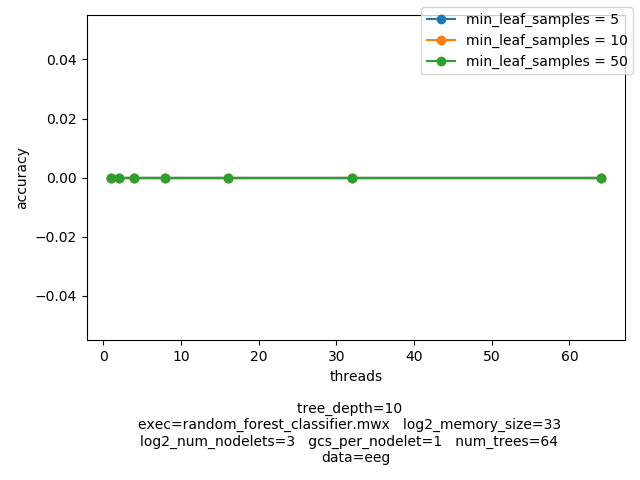 min_leaf_samples = 5
min_leaf_samples = 10
min_leaf_samples = 50
0.04
0.02
0.00
−0.02
−0.04
accuracy
0 10 20 30 40 50 60
threads
tree_depth=10
exec=random_forest_classifier.mwx log2_memory_size=33
log2_num_nodelets=3 gcs_per_nodelet=1 num_trees=64
data=eeg